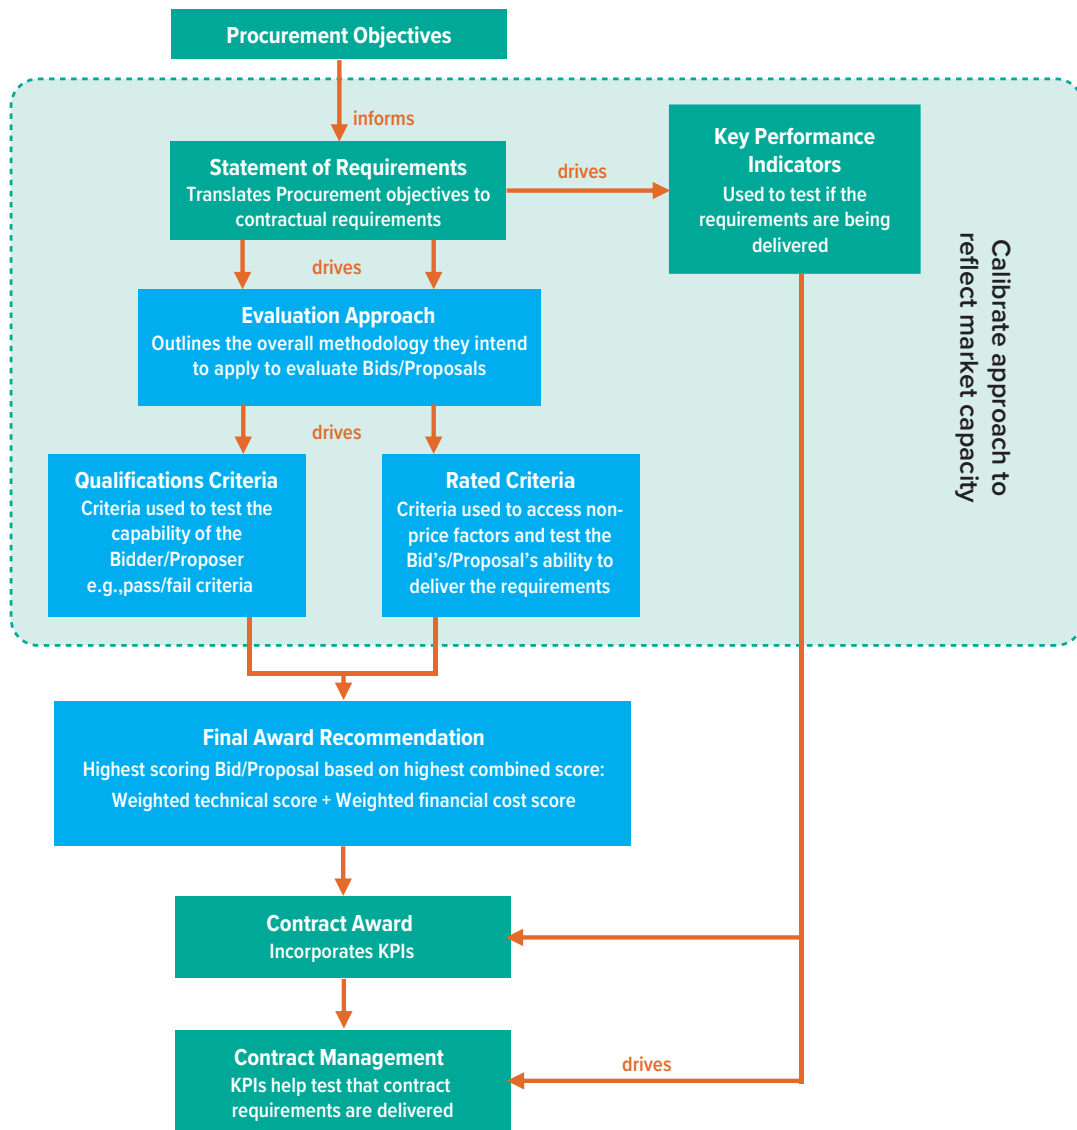 Procurement Objectives
informs
Statement of Requirements
Translates Procurement objectives to
contractual requirements
drives
Key Performance
Indicators
Used to test if the
requirements are being
delivered
Calibrate approach to
reflect market capacity
drives
Evaluation Approach
Outlines the overall methodology they intend
to apply to evaluate Bids/Proposals
drives
Qualifications Criteria
Criteria used to test the
capability of the
Bidder/Proposer
e.g.,pass/fail criteria
Rated Criteria
Criteria used to access non-
price factors and test the
Bid's/Proposal's ability to
deliver the requirements
Final Award Recommendation
Highest scoring Bid/Proposal based on highest combined score:
Weighted technical score + Weighted financial cost score
Contract Award
Incorporates KPIs
Contract Management
KPIs help test that contract
requirements are delivered
drives